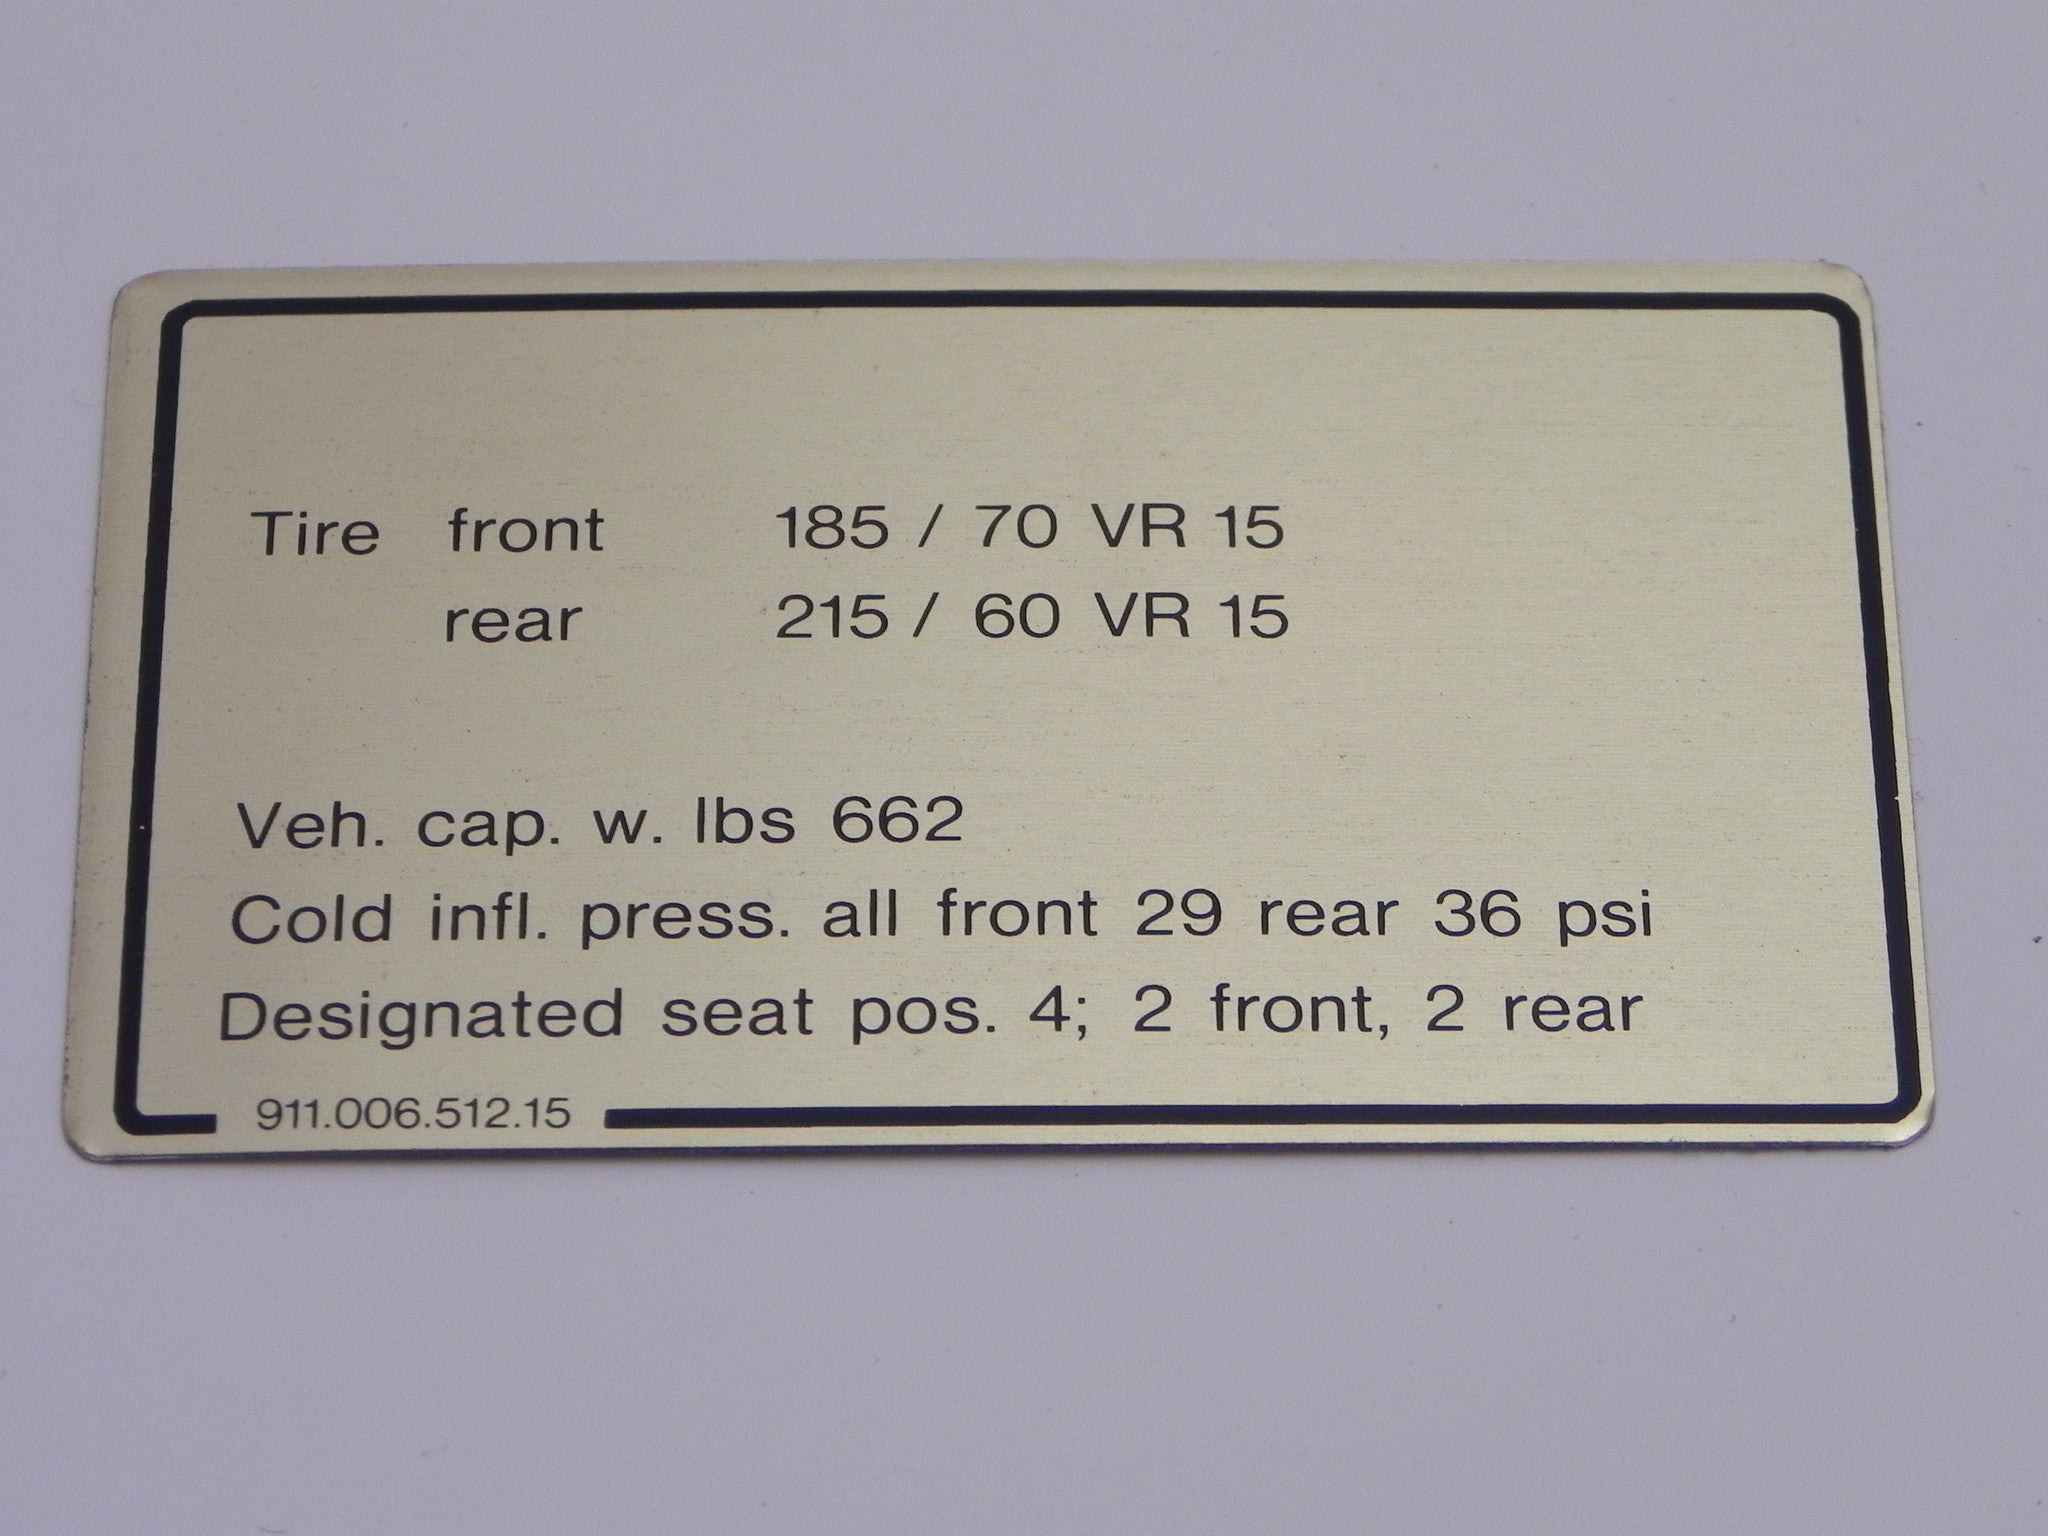 Tire front 185 / 70 VR 15
rear 215 / 60 VR 15
Veh. cap. w. lbs 662
Cold infl. press. all front 29 rear 36 psi
Designated seat pos. 4; 2 front, 2 rear
911.006.512.15